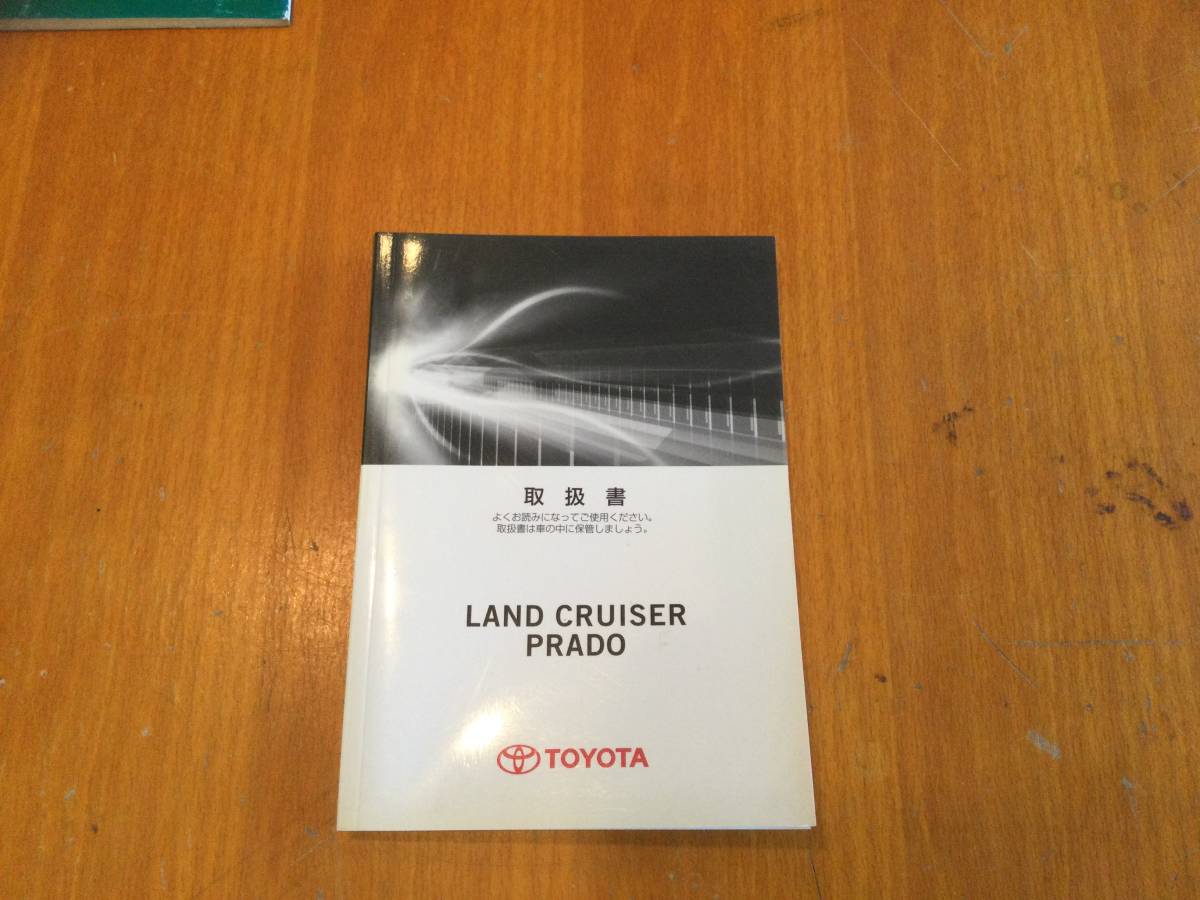 取扱書
よくお読みになってご使用ください。
取扱書は車の中に保管しましょう。
LAND CRUISER
PRADO
TOYOTA